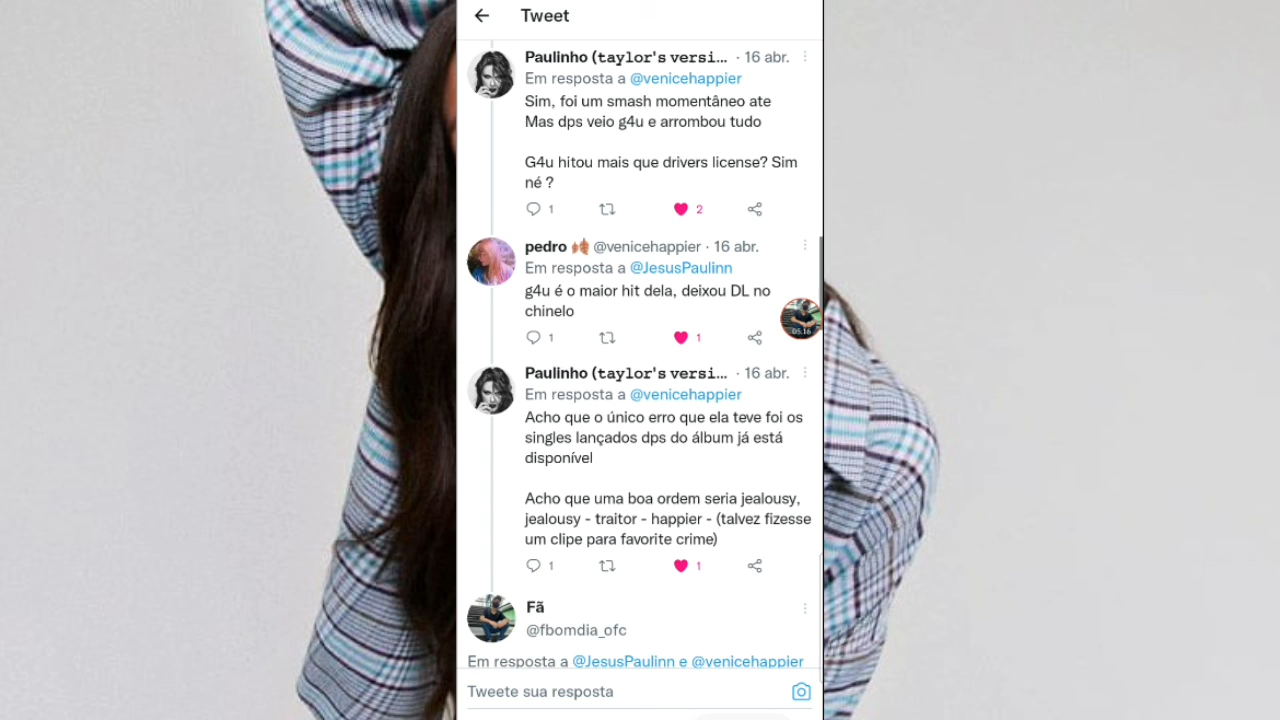 Tweet
Paulinho (taylor's versi... · 16 abr.
Em resposta a @venicehappier
Sim, foi um smash momentâneo ate
Mas dps veio g4u e arrombou tudo
G4u hitou mais que drivers license? Sim
né ?
1 2
pedro @venicehappier · 16 abr.
Em resposta a @JesusPaulinn
g4u é o maior hit dela, deixou DL no
chinelo
05:16
1 1
Paulinho (taylor's versi... · 16 abr.
Em resposta a @venicehappier
Acho que o único erro que ela teve foi os
singles lançados dps do álbum já está
disponível
Acho que uma boa ordem seria jealousy,
jealousy - traitor - happier - (talvez fizesse
um clipe para favorite crime)
1 1
Fã
@fbomdia_ofc
Em resposta a @JesusPaulinn e @venicehappier
Tweete sua resposta